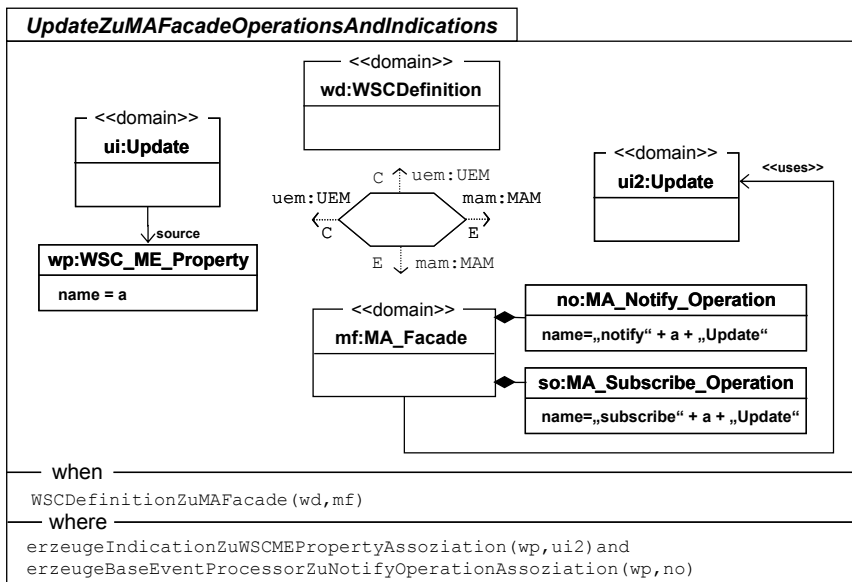 UpdateZuMAFacadeOperationsAndIndications
<<domain>>
wd:WSCDefinition
<<domain>>
ui:Update
<<domain>>
ui2:Update
<<uses>>
C uem:UEM
uem:UEM mam:MAM
C E
E mam:MAM
source
wp:WSC_ME_Property
name = a
<<domain>>
mf:MA_Facade
no:MA_Notify_Operation
name=„notify“ + a + „Update“
so:MA_Subscribe_Operation
name=„subscribe“ + a + „Update“
when
WSCDefinitionZuMAFacade(wd,mf)
where
erzeugeIndicationZuWSCMEPropertyAssoziation(wp,ui2)and
erzeugeBaseEventProcessorZuNotifyOperationAssoziation(wp,no)